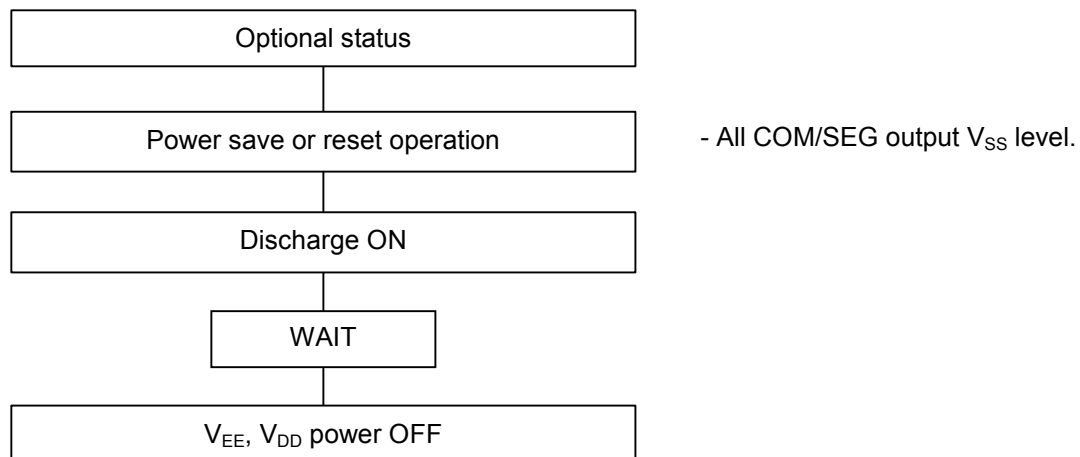 Optional status
Power save or reset operation
- All COM/SEG output VSS level.
Discharge ON
WAIT
VEE, VDD power OFF